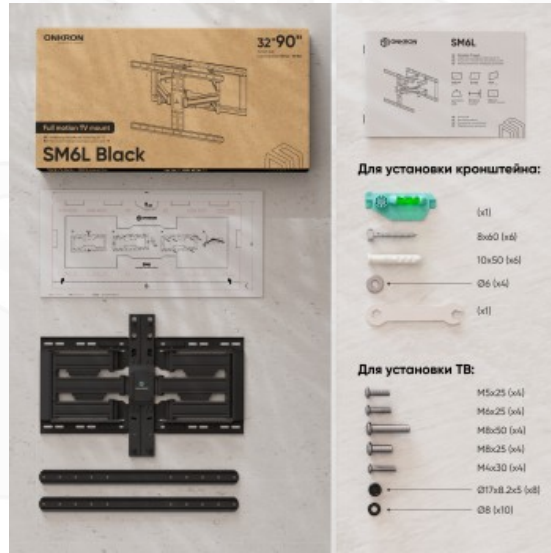 ONKRON
32"90"
Full motion TV mount
SM6L Black
ONKRON
SM6L
Для установки кронштейна:
(x1)
8x60 (x6)
10x50 (x6)
Ø6 (x4)
(x1)
Для установки ТВ:
M5x25 (x4)
M6x25 (x4)
M8x50 (x4)
M8x25 (x4)
M4x30 (x4)
Ø17x8.2x5 (x8)
Ø8 (x10)